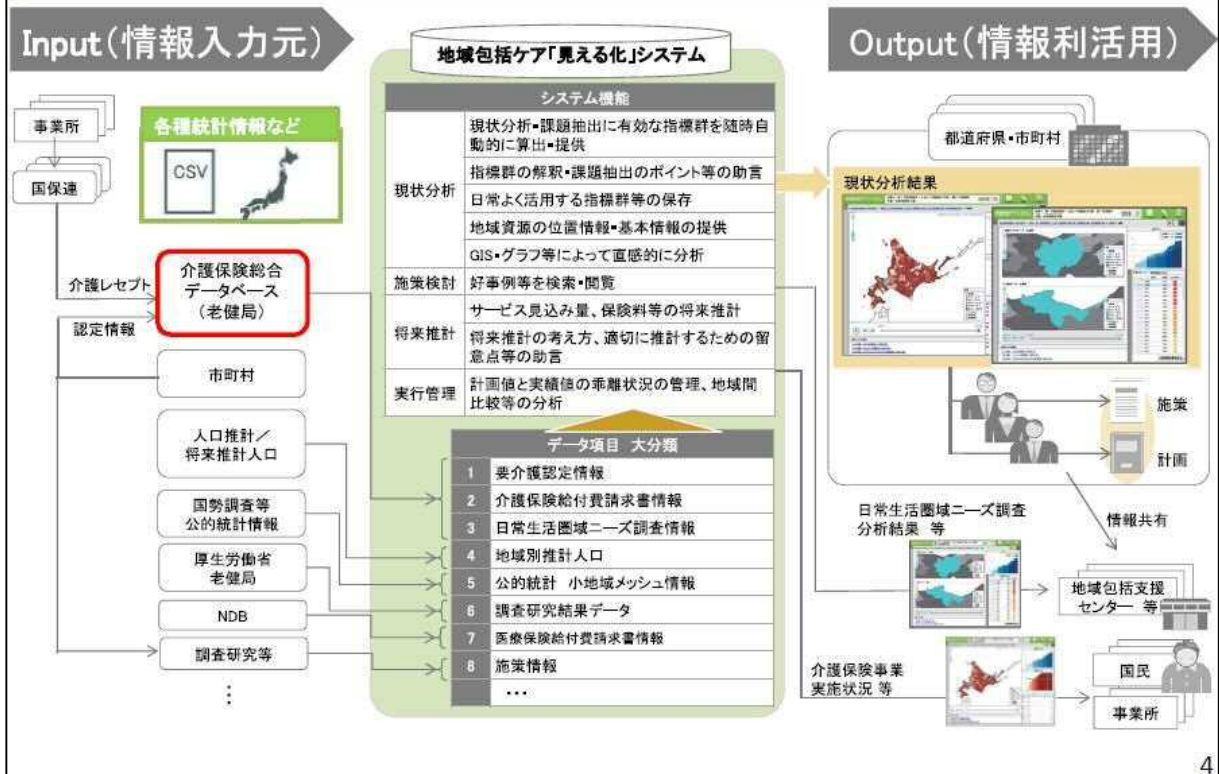 Input（情報入力元）
事業所
国保連
各種統計情報など
CSV
介護レセプト
認定情報
介護保険総合
データベース
（老健局）
市町村
人口推計／
将来推計人口
国勢調査等
公的統計情報
厚生労働省
老健局
NDB
調査研究等
⋮
地域包括ケア「見える化」システム
システム機能
現状分析
現状分析・課題抽出に有効な指標群を随時自
動的に算出・提供
指標群の解釈・課題抽出のポイント等の助言
日常よく活用する指標群等の保存
地域資源の位置情報・基本情報の提供
GIS・グラフ等によって直感的に分析
施策検討
好事例等を検索・閲覧
将来推計
サービス見込み量、保険料等の将来推計
将来推計の考え方、適切に推計するための留
意点等の助言
実行管理
計画値と実績値の乖離状況の管理、地域間
比較等の分析
データ項目　大分類
1 要介護認定情報
2 介護保険給付費請求書情報
3 日常生活圏域ニーズ調査情報
4 地域別推計人口
5 公的統計　小地域メッシュ情報
6 調査研究結果データ
7 医療保険給付費請求書情報
8 施策情報
…
Output（情報利活用）
都道府県・市町村
現状分析結果
施策
計画
日常生活圏域ニーズ調査
分析結果　等
情報共有
地域包括支援
センター　等
介護保険事業
実施状況 等
国民
事業所
4